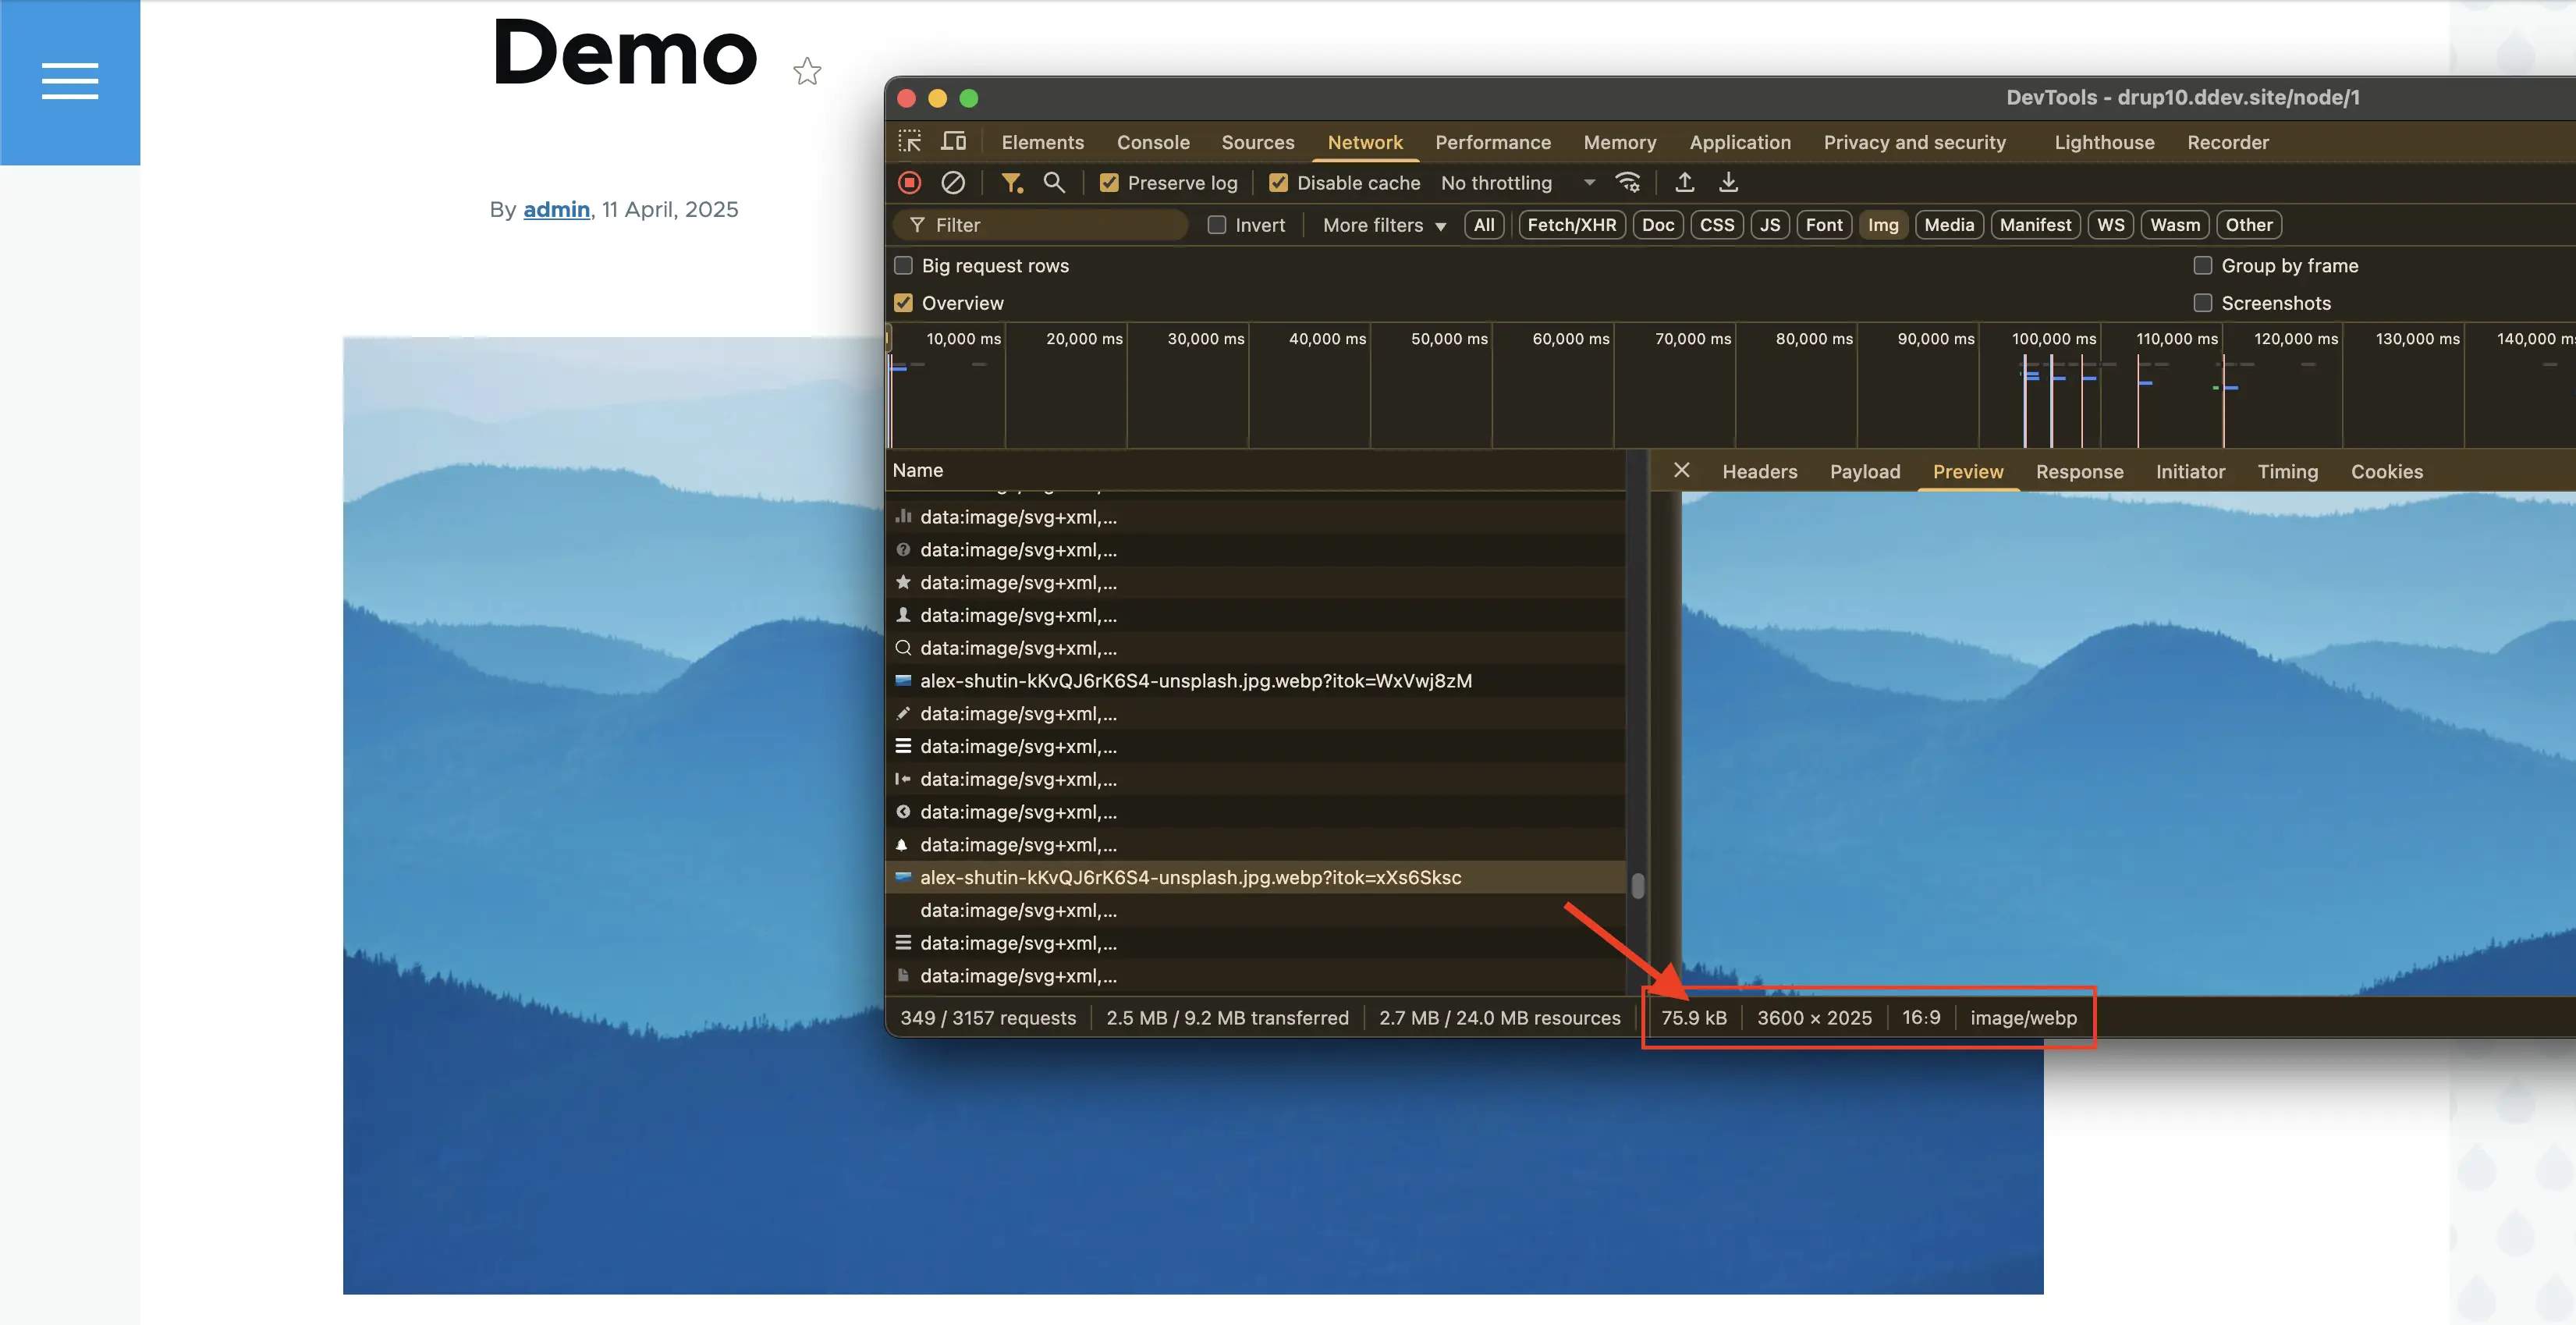 Demo
By admin, 11 April, 2025
DevTools - drup10.ddev.site/node/1
Elements Console Sources Network Performance Memory Application Privacy and security Lighthouse Recorder
Preserve log Disable cache No throttling
Filter Invert More filters All Fetch/XHR Doc CSS JS Font Img Media Manifest WS Wasm Other
Big request rows Group by frame
Overview Screenshots
10,000 ms 20,000 ms 30,000 ms 40,000 ms 50,000 ms 60,000 ms 70,000 ms 80,000 ms 90,000 ms 100,000 ms 110,000 ms 120,000 ms 130,000 ms 140,000
Name Headers Payload Preview Response Initiator Timing Cookies
data:image/svg+xml,...
data:image/svg+xml,...
data:image/svg+xml,...
data:image/svg+xml,...
data:image/svg+xml,...
alex-shutin-kKvQJ6rK6S4-unsplash.jpg.webp?itok=WxVwj8zM
data:image/svg+xml,...
data:image/svg+xml,...
data:image/svg+xml,...
data:image/svg+xml,...
data:image/svg+xml,...
alex-shutin-kKvQJ6rK6S4-unsplash.jpg.webp?itok=xXs6Sksc
data:image/svg+xml,...
data:image/svg+xml,...
data:image/svg+xml,...
349 / 3157 requests 2.5 MB / 9.2 MB transferred 2.7 MB / 24.0 MB resources 75.9 kB 3600 × 2025 16:9 image/webp